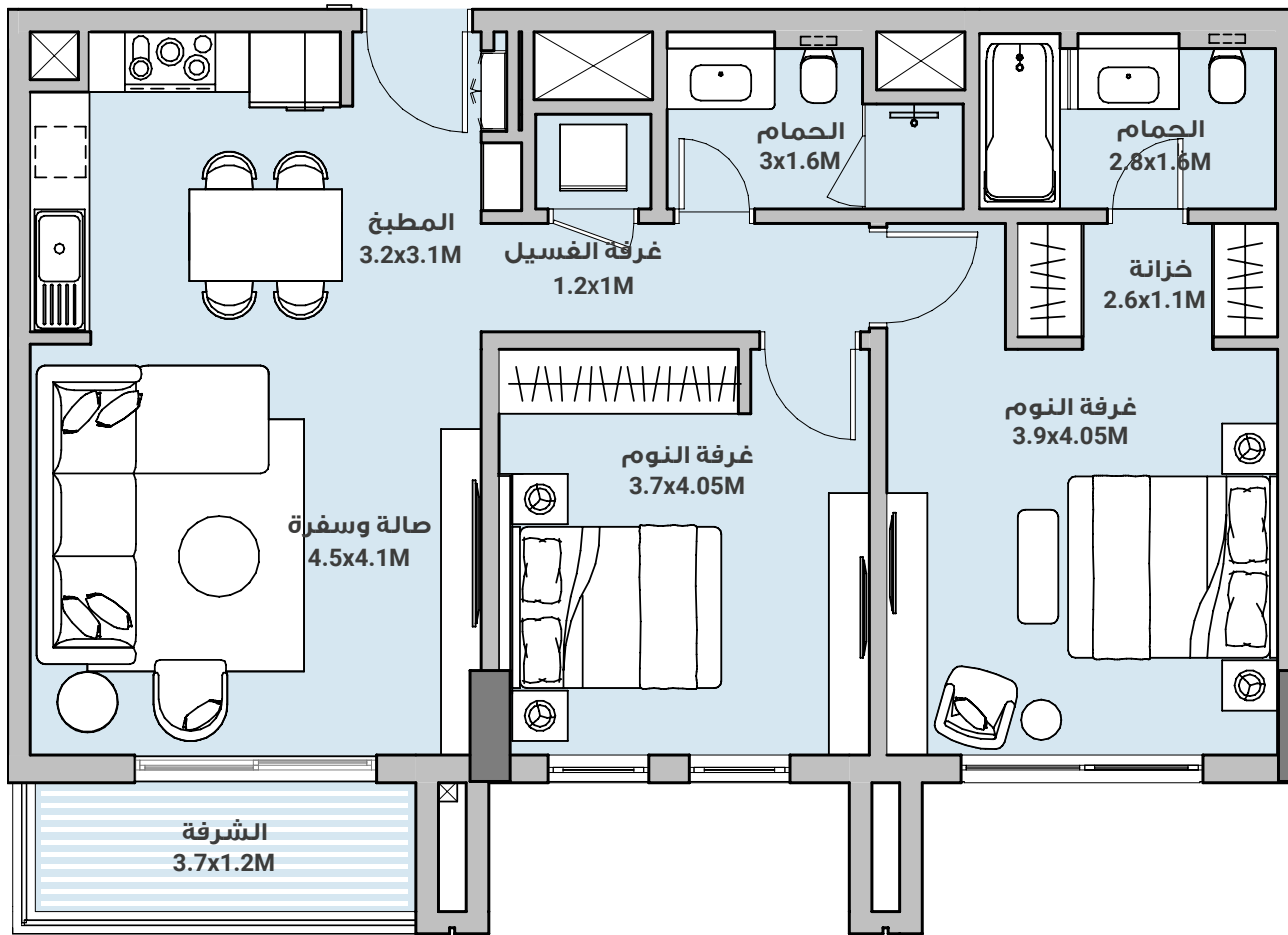 الحمام
3x1.6M
الحمام
2.8x1.6M
المطبخ
3.2x3.1M
غرفة الغسيل
1.2x1M
خزانة
2.6x1.1M
غرفة النوم
3.9x4.05M
غرفة النوم
3.7x4.05M
صالة وسفرة
4.5x4.1M
الشرفة
3.7x1.2M